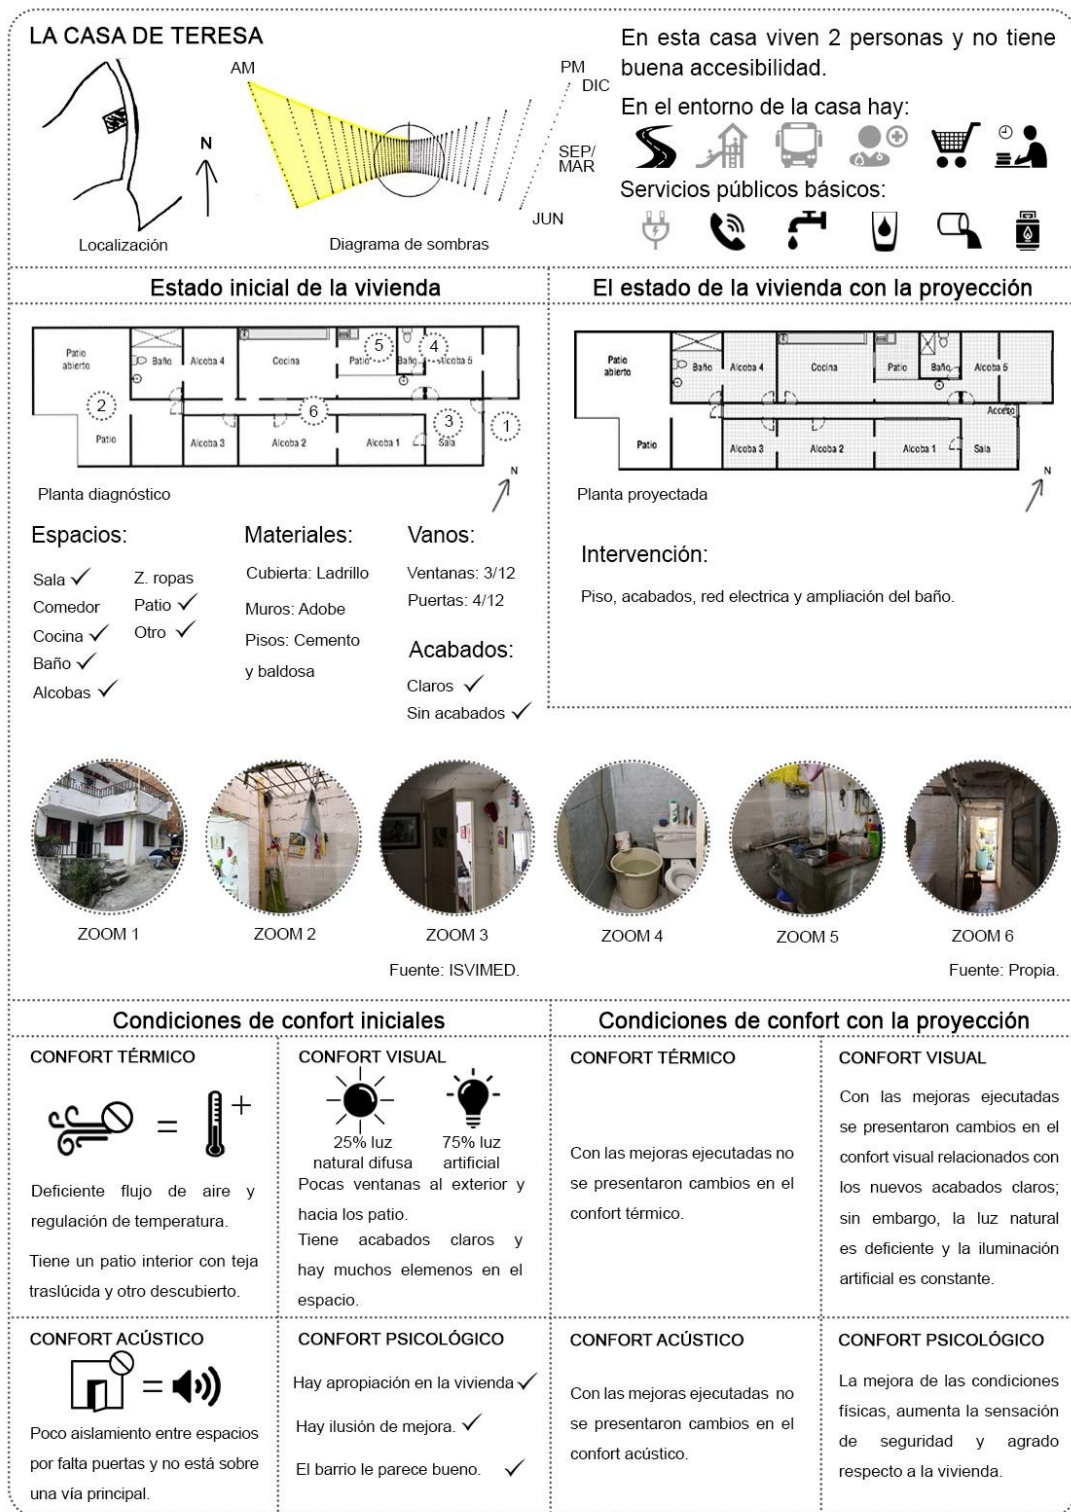 LA CASA DE TERESA
AM
PM
DIC
SEP/
MAR
JUN
N
Localización
Diagrama de sombras
En esta casa viven 2 personas y no tiene
buena accesibilidad.
En el entorno de la casa hay:
Servicios públicos básicos:
Estado inicial de la vivienda
Patio
abierto
Baño
Alcoba 4
Cocina
Patio
5
Baño
4
Alcoba 5
2
6
3
1
Patio
Alcoba 3
Alcoba 2
Alcoba 1
Sala
N
Planta diagnóstico
El estado de la vivienda con la proyección
Patio
abierto
Baño
Alcoba 4
Cocina
Patio
Baño
Alcoba 5
Acceso
Patio
Alcoba 3
Alcoba 2
Alcoba 1
Sala
N
Planta proyectada
Espacios:
Sala ✓
Comedor
Cocina ✓
Baño ✓
Alcobas ✓
Z. ropas
Patio ✓
Otro ✓
Materiales:
Cubierta: Ladrillo
Muros: Adobe
Pisos: Cemento
y baldosa
Vanos:
Ventanas: 3/12
Puertas: 4/12
Acabados:
Claros ✓
Sin acabados ✓
Intervención:
Piso, acabados, red electrica y ampliación del baño.
ZOOM 1
ZOOM 2
ZOOM 3
ZOOM 4
ZOOM 5
ZOOM 6
Fuente: ISVIMED.
Fuente: Propia.
Condiciones de confort iniciales
CONFORT TÉRMICO
= +
Deficiente flujo de aire y
regulación de temperatura.
Tiene un patio interior con teja
traslúcida y otro descubierto.
CONFORT VISUAL
25% luz
natural difusa
75% luz
artificial
Pocas ventanas al exterior y
hacia los patio.
Tiene acabados claros y
hay muchos elemenos en el
espacio.
CONFORT ACÚSTICO
=
Poco aislamiento entre espacios
por falta puertas y no está sobre
una vía principal.
CONFORT PSICOLÓGICO
Hay apropiación en la vivienda ✓
Hay ilusión de mejora. ✓
El barrio le parece bueno. ✓
Condiciones de confort con la proyección
CONFORT TÉRMICO
Con las mejoras ejecutadas no
se presentaron cambios en el
confort térmico.
CONFORT VISUAL
Con las mejoras ejecutadas
se presentaron cambios en el
confort visual relacionados con
los nuevos acabados claros;
sin embargo, la luz natural
es deficiente y la iluminación
artificial es constante.
CONFORT ACÚSTICO
Con las mejoras ejecutadas no
se presentaron cambios en el
confort acústico.
CONFORT PSICOLÓGICO
La mejora de las condiciones
físicas, aumenta la sensación
de seguridad y agrado
respecto a la vivienda.